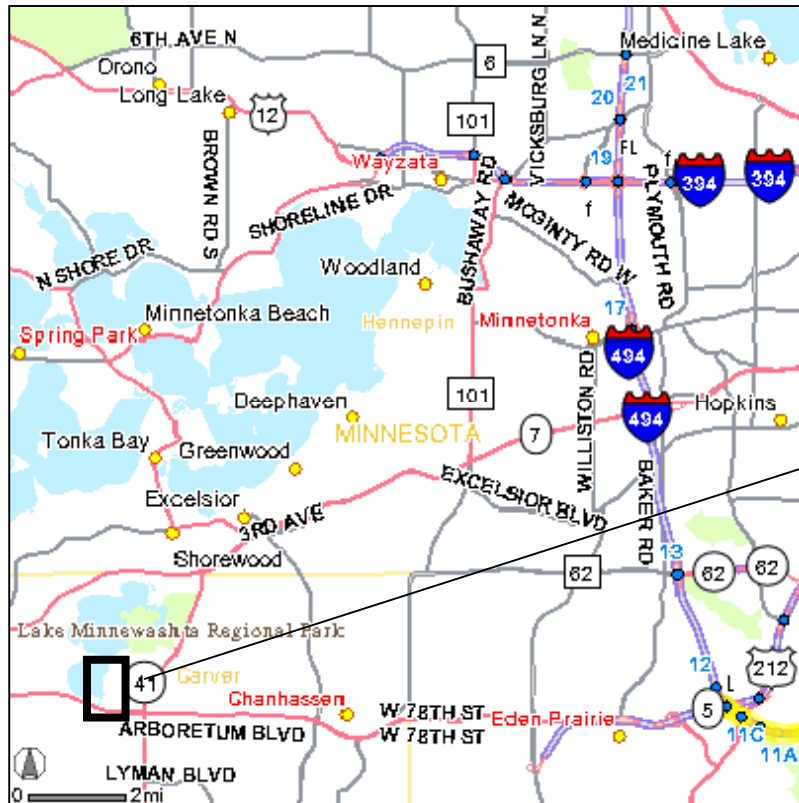 6TH AVE N
Medicine Lake
Orono
6
VICKSBURG LN N
21
Long Lake
20
12
101
BROWN RD S
19
FL
f
Wayzata
394
394
f
PLYMOUTH RD
SHORELINE DR
BUSHAWAY RD
MCGINTY RD W
N SHORE DR
Woodland
17
Minnetonka Beach
Hennepin
Minnetonka
Spring Park
494
WILLISTON RD
101
494
Hopkins
Deephaven
MINNESOTA
7
Tonka Bay
Greenwood
EXCELSIOR BLVD
BAKER RD
Excelsior
3RD AVE
Shorewood
13
62
62
62
Lake Minnewashta Regional Park
12
212
41
Carver
L
Chanhassen
W 78TH ST
Eden Prairie
5
ARBORETUM BLVD
W 78TH ST
11C
11A
LYMAN BLVD
0
2mi